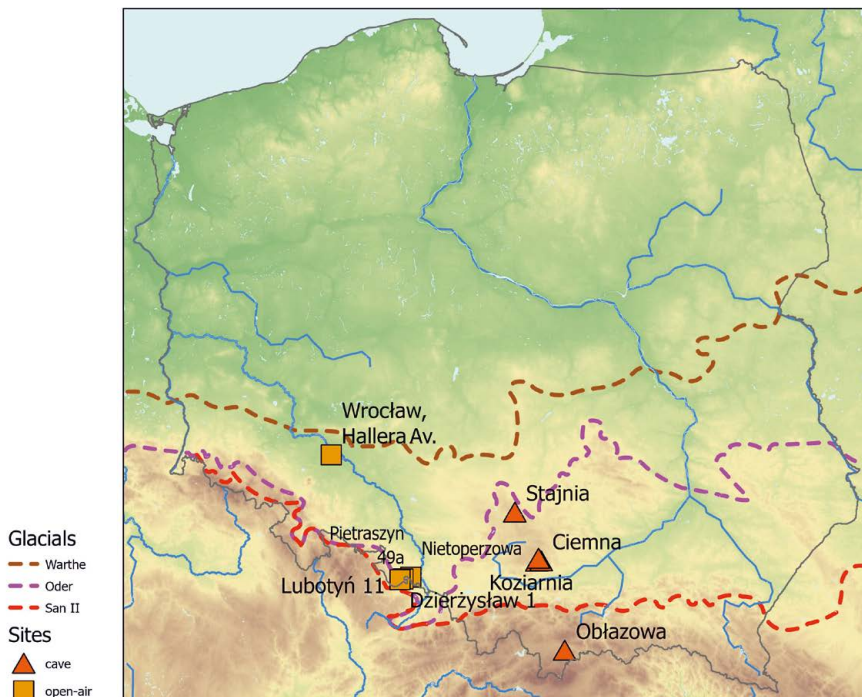 Wrocław,
Hallera Av.
Stajnia
Pietraszyn
49a
Nietoperzowa
Ciemna
Koziarnia
Lubotyń 11
Dzierżysław 1
Obłazowa
Glacials
Warthe
Oder
San II
Sites
cave
open-air